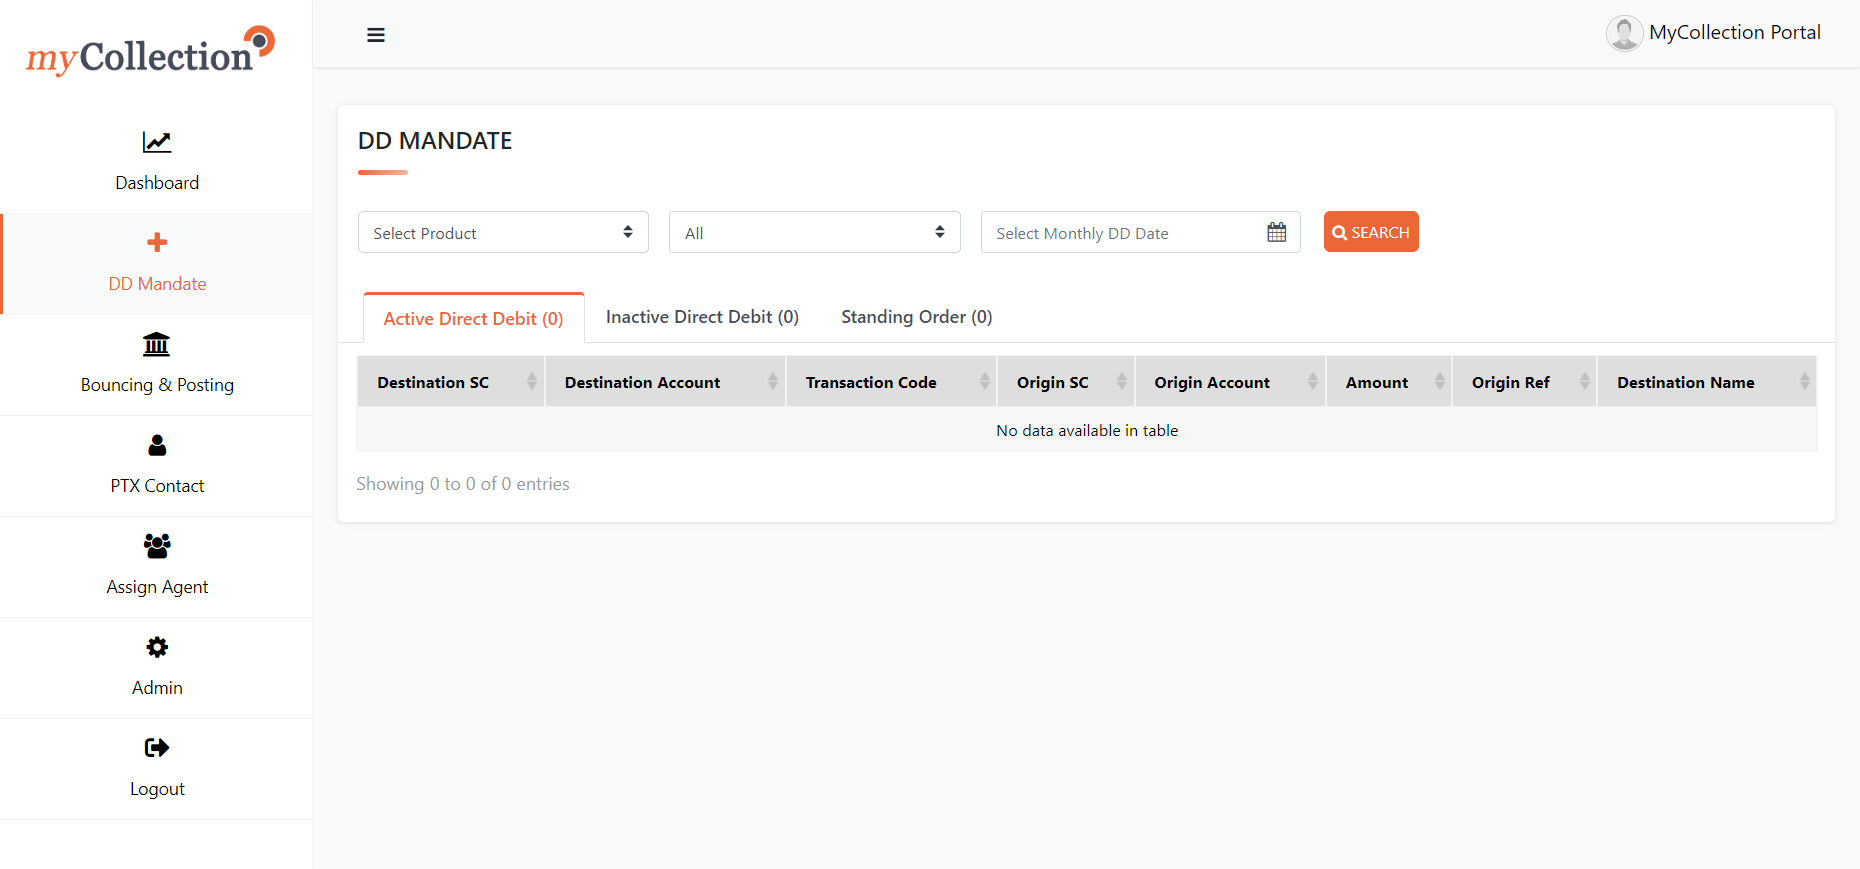 myCollection
MyCollection Portal
Dashboard
DD Mandate
Bouncing & Posting
PTX Contact
Assign Agent
Admin
Logout
DD MANDATE
Select Product
All
Select Monthly DD Date
SEARCH
Active Direct Debit (0)
Inactive Direct Debit (0)
Standing Order (0)
Destination SC
Destination Account
Transaction Code
Origin SC
Origin Account
Amount
Origin Ref
Destination Name
No data available in table
Showing 0 to 0 of 0 entries